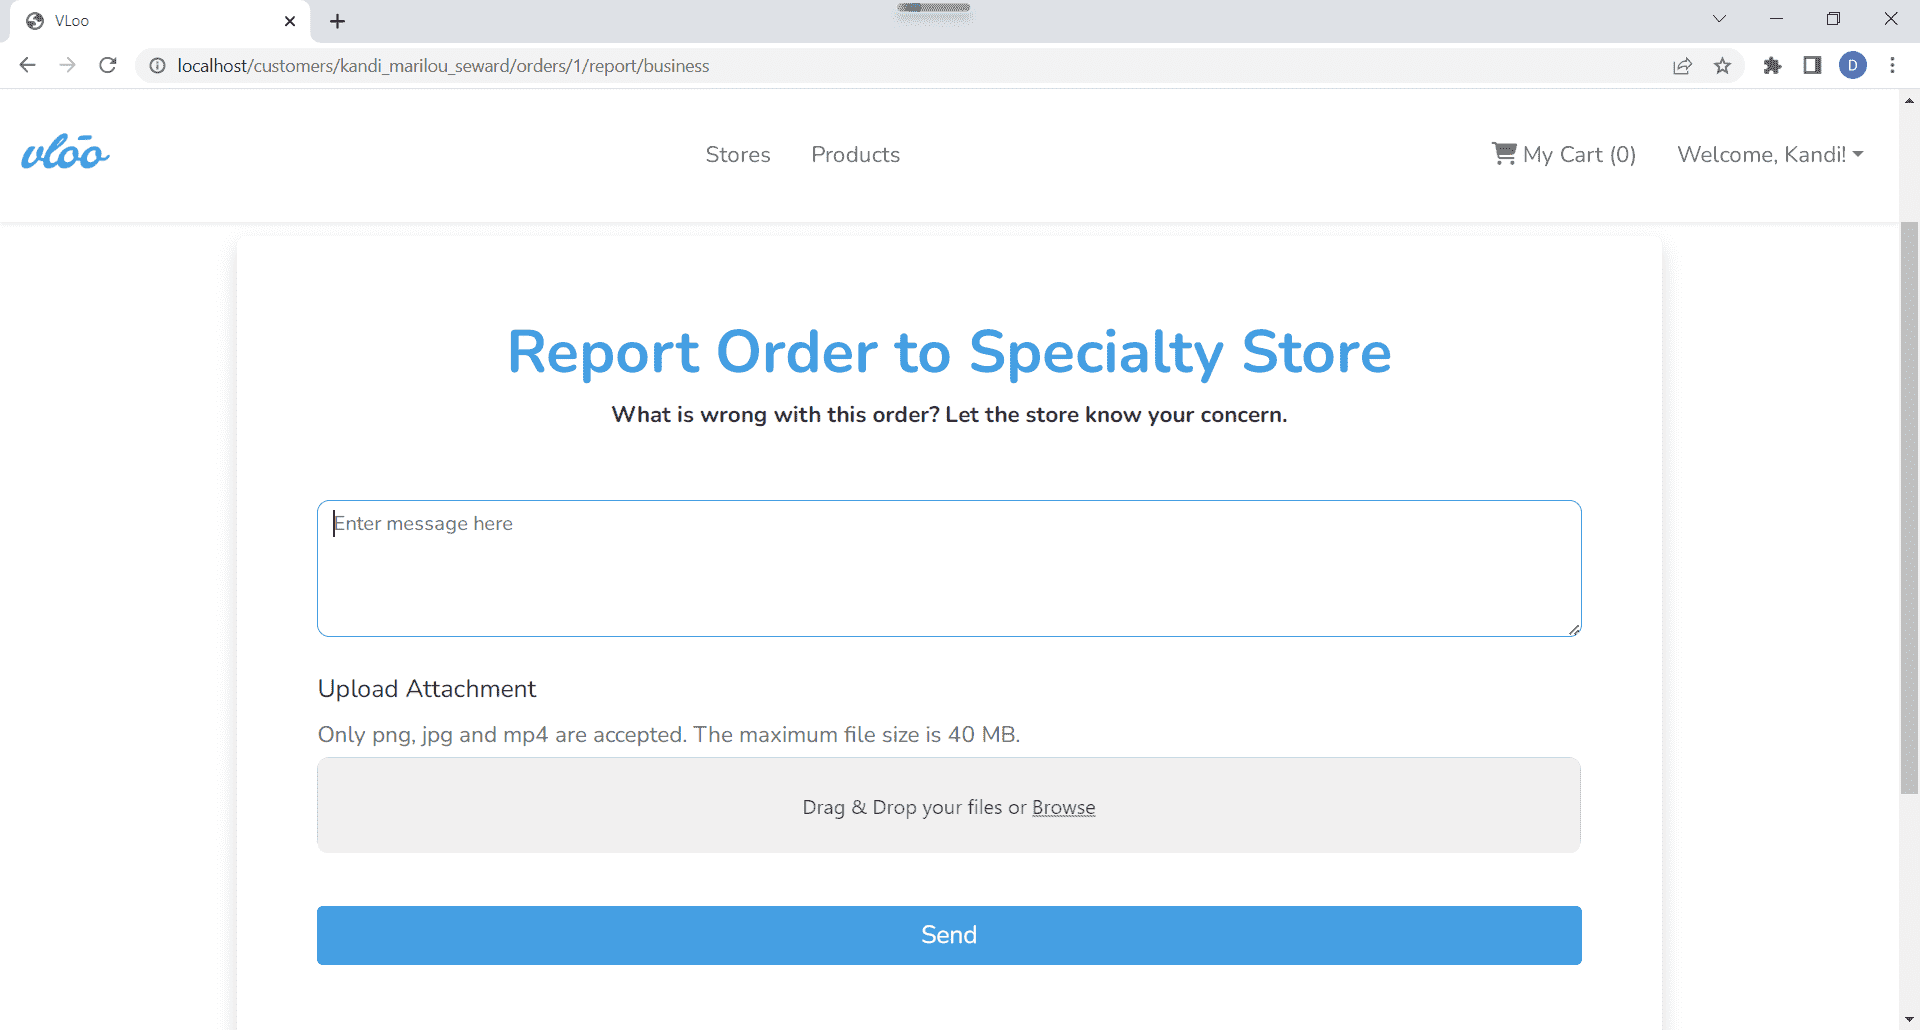 VLoo
localhost/customers/kandi_marilou_seward/orders/1/report/business
D
vlōo
Stores
Products
My Cart (0)
Welcome, Kandi!
Report Order to Specialty Store
What is wrong with this order? Let the store know your concern.
Enter message here
Upload Attachment
Only png, jpg and mp4 are accepted. The maximum file size is 40 MB.
Drag & Drop your files or Browse
Send